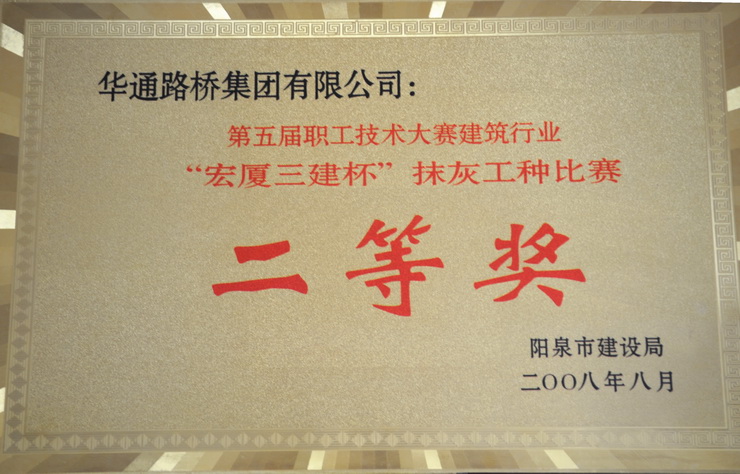 华通路桥集团有限公司：
第五届职工技术大赛建筑行业
“宏厦三建杯”抹灰工种比赛
二等奖
阳泉市建设局
二〇〇八年八月